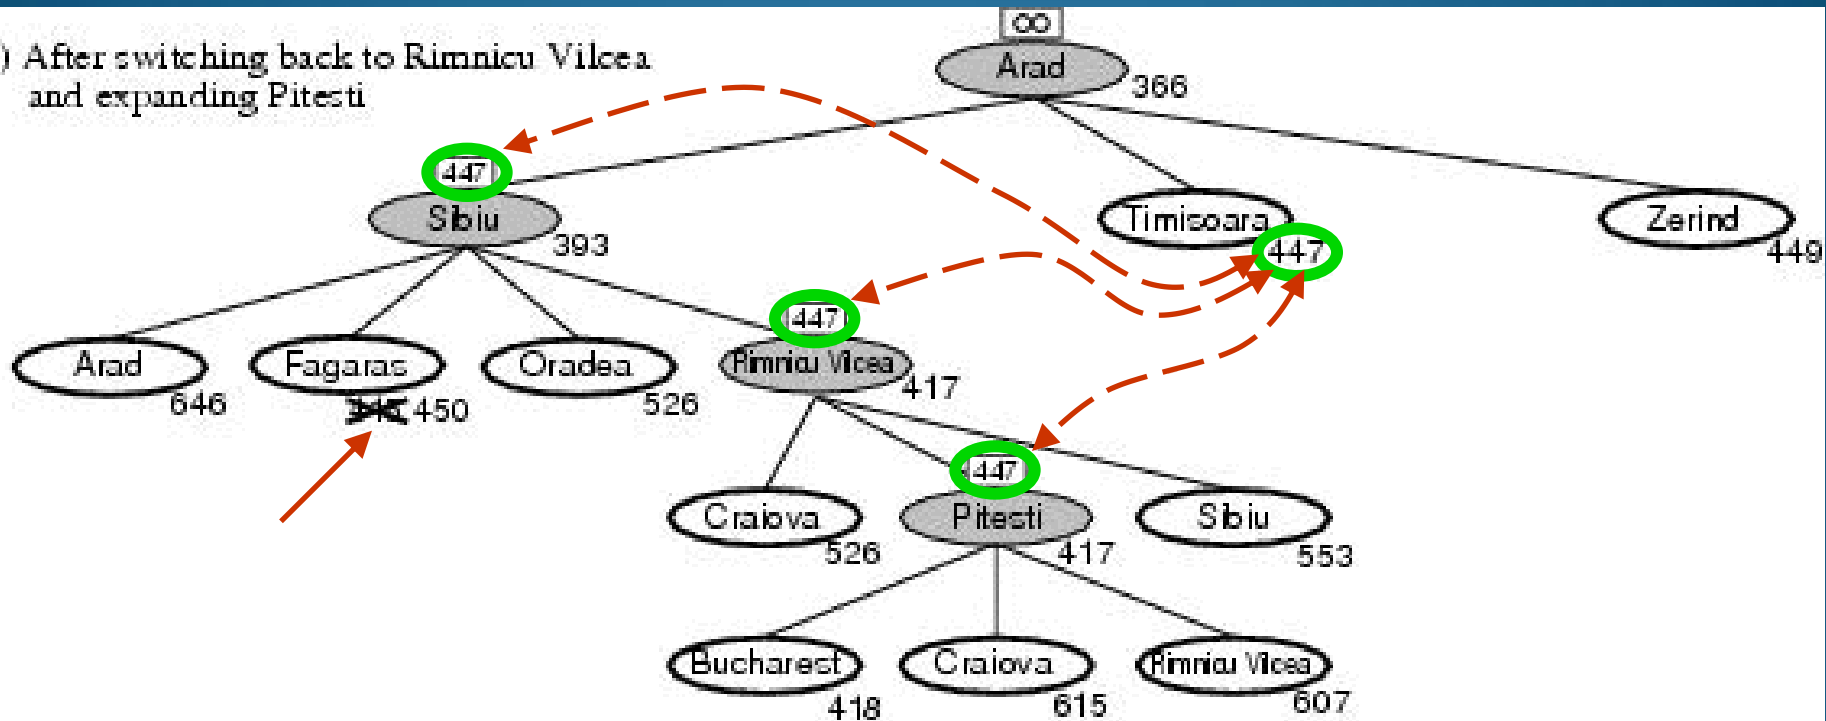 ∞
) After switching back to Rimnicu Vilcea
and expanding Pitesti
Arad
366
447
Sibiu
393
Timisoara
447
Zerind
449
447
Arad
646
Fagaras
450
Oradea
526
Rimnicu Vilcea
417
447
Craiova
526
Pitesti
417
Sibiu
553
Bucharest
418
Craiova
615
Rimnicu Vilcea
607